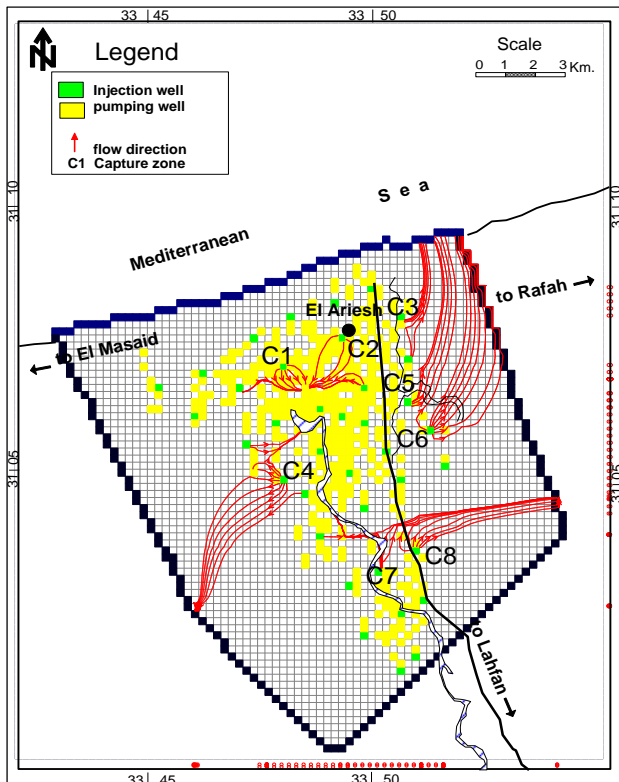 33 45
33 50
N
Legend
Injection well
pumping well
flow direction
C1 Capture zone
Scale
0 1 2 3 Km.
31 10
31 10
Mediterranean Sea
to Rafah
El Ariesh
to El Masaid
C3
C2
C1
C5
C6
C4
31 05
31 05
C8
C7
to Lahfan
33 45
33 50